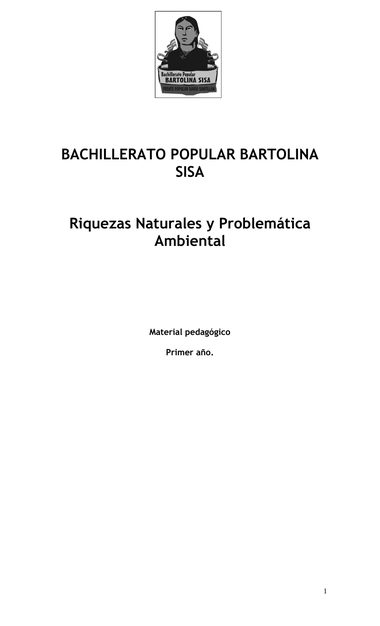 Bachillerato Popular
BARTOLINA SISA
BACHILLERATO POPULAR BARTOLINA
SISA
Riquezas Naturales y Problemática
Ambiental
Material pedagógico
Primer año.
1